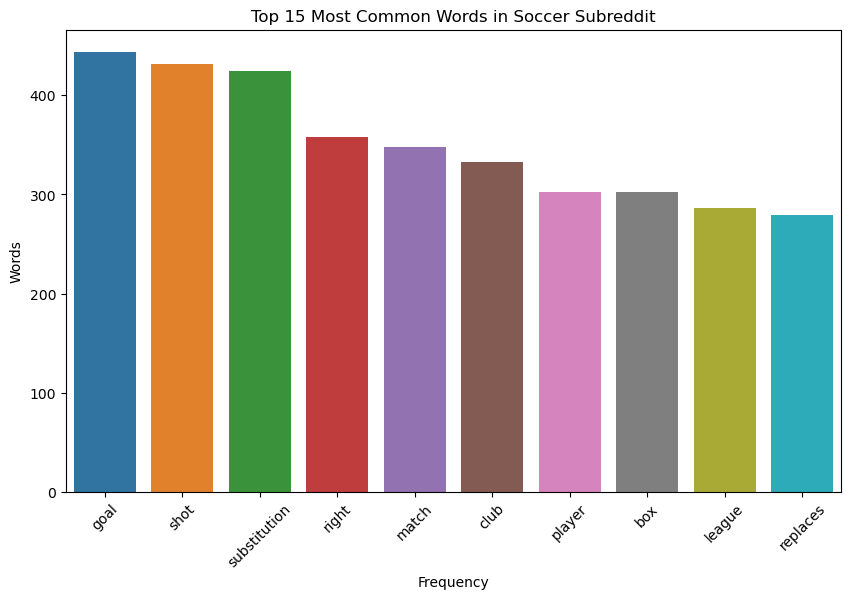 Top 15 Most Common Words in Soccer Subreddit
Words
400
300
200
100
0
goal
shot
substitution
right
match
club
player
box
league
replaces
Frequency